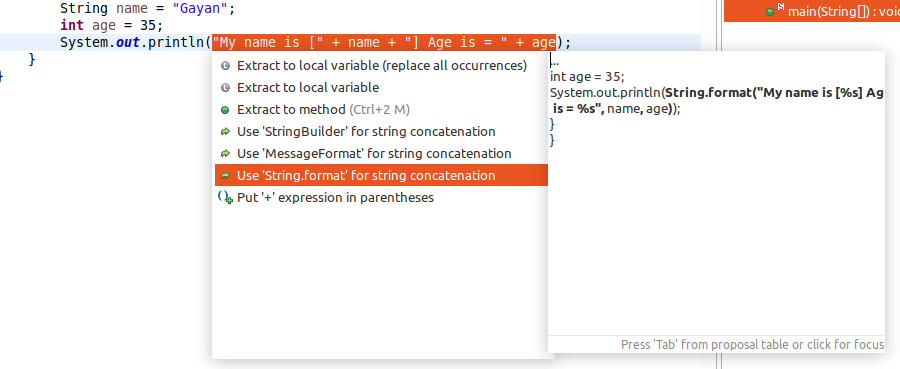 String name = "Gayan";
int age = 35;
System.out.println("My name is [" + name + "] Age is = " + age);
}
}
main(String[]) : voi
Extract to local variable (replace all occurrences)
Extract to local variable
Extract to method (Ctrl+2 M)
Use 'StringBuilder' for string concatenation
Use 'MessageFormat' for string concatenation
Use 'String.format' for string concatenation
Put '+' expression in parentheses
...
int age = 35;
System.out.println(String.format("My name is [%s] Ag
is = %s", name, age));
}
}
Press 'Tab' from proposal table or click for focus